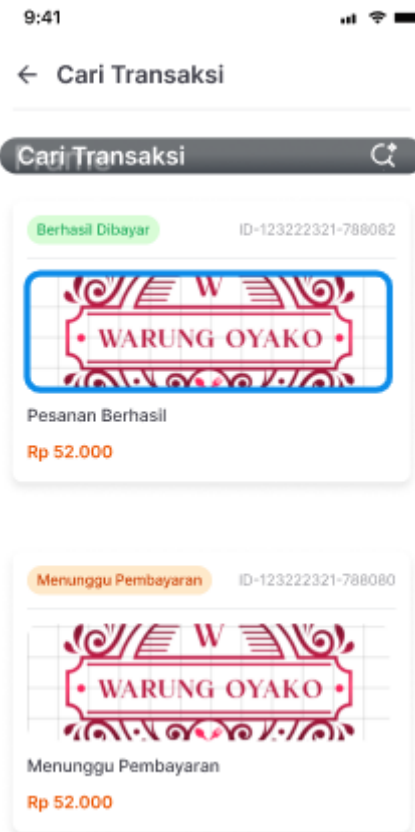 9:41
Cari Transaksi
Cari Transaksi
Berhasil Dibayar ID-123222321-788082
W
WARUNG OYAKO
Pesanan Berhasil
Rp 52.000
Menunggu Pembayaran ID-123222321-788080
W
WARUNG OYAKO
Menunggu Pembayaran
Rp 52.000